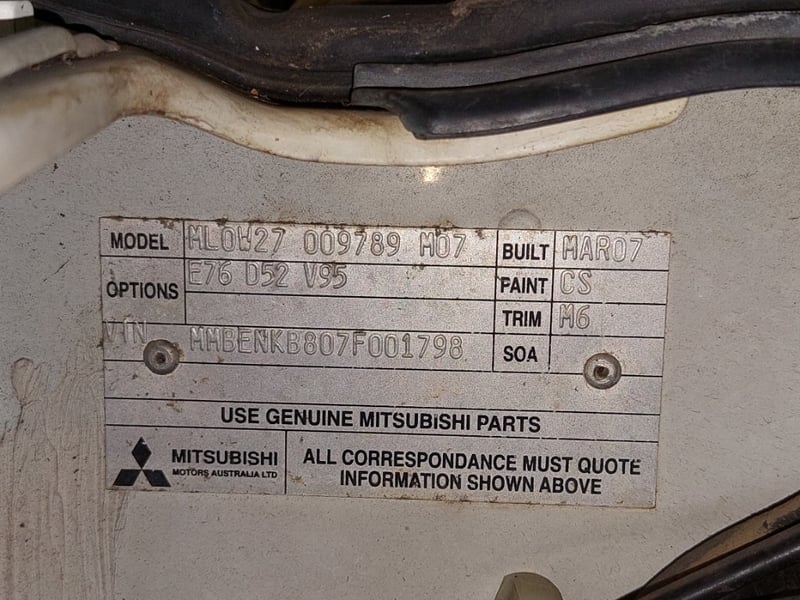 MODEL ML0W27 009789 M07 BUILT MAR07
OPTIONS E76 D52 V95 PAINT CS
TRIM M6
VIN MMBENKB807F001798 SOA
USE GENUINE MITSUBISHI PARTS
MITSUBISHI
MOTORS AUSTRALIA LTD
ALL CORRESPONDANCE MUST QUOTE
INFORMATION SHOWN ABOVE